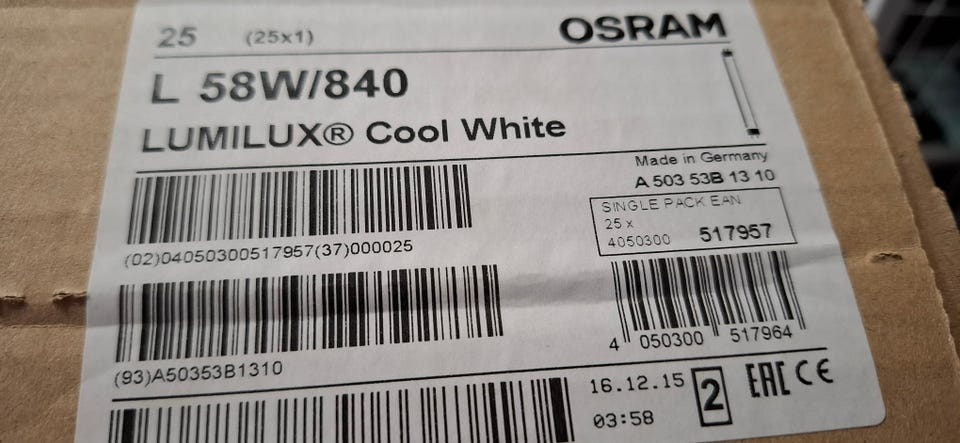 25 (25x1) OSRAM
L 58W/840
LUMILUX® Cool White
Made in Germany
A 503 53B 13 10
SINGLE PACK EAN
25 x
4050300 517957
(02)04050300517957(37)000025
4 050300 517964
(93)A50353B1310
16.12.15 2 EAC CE
03:58